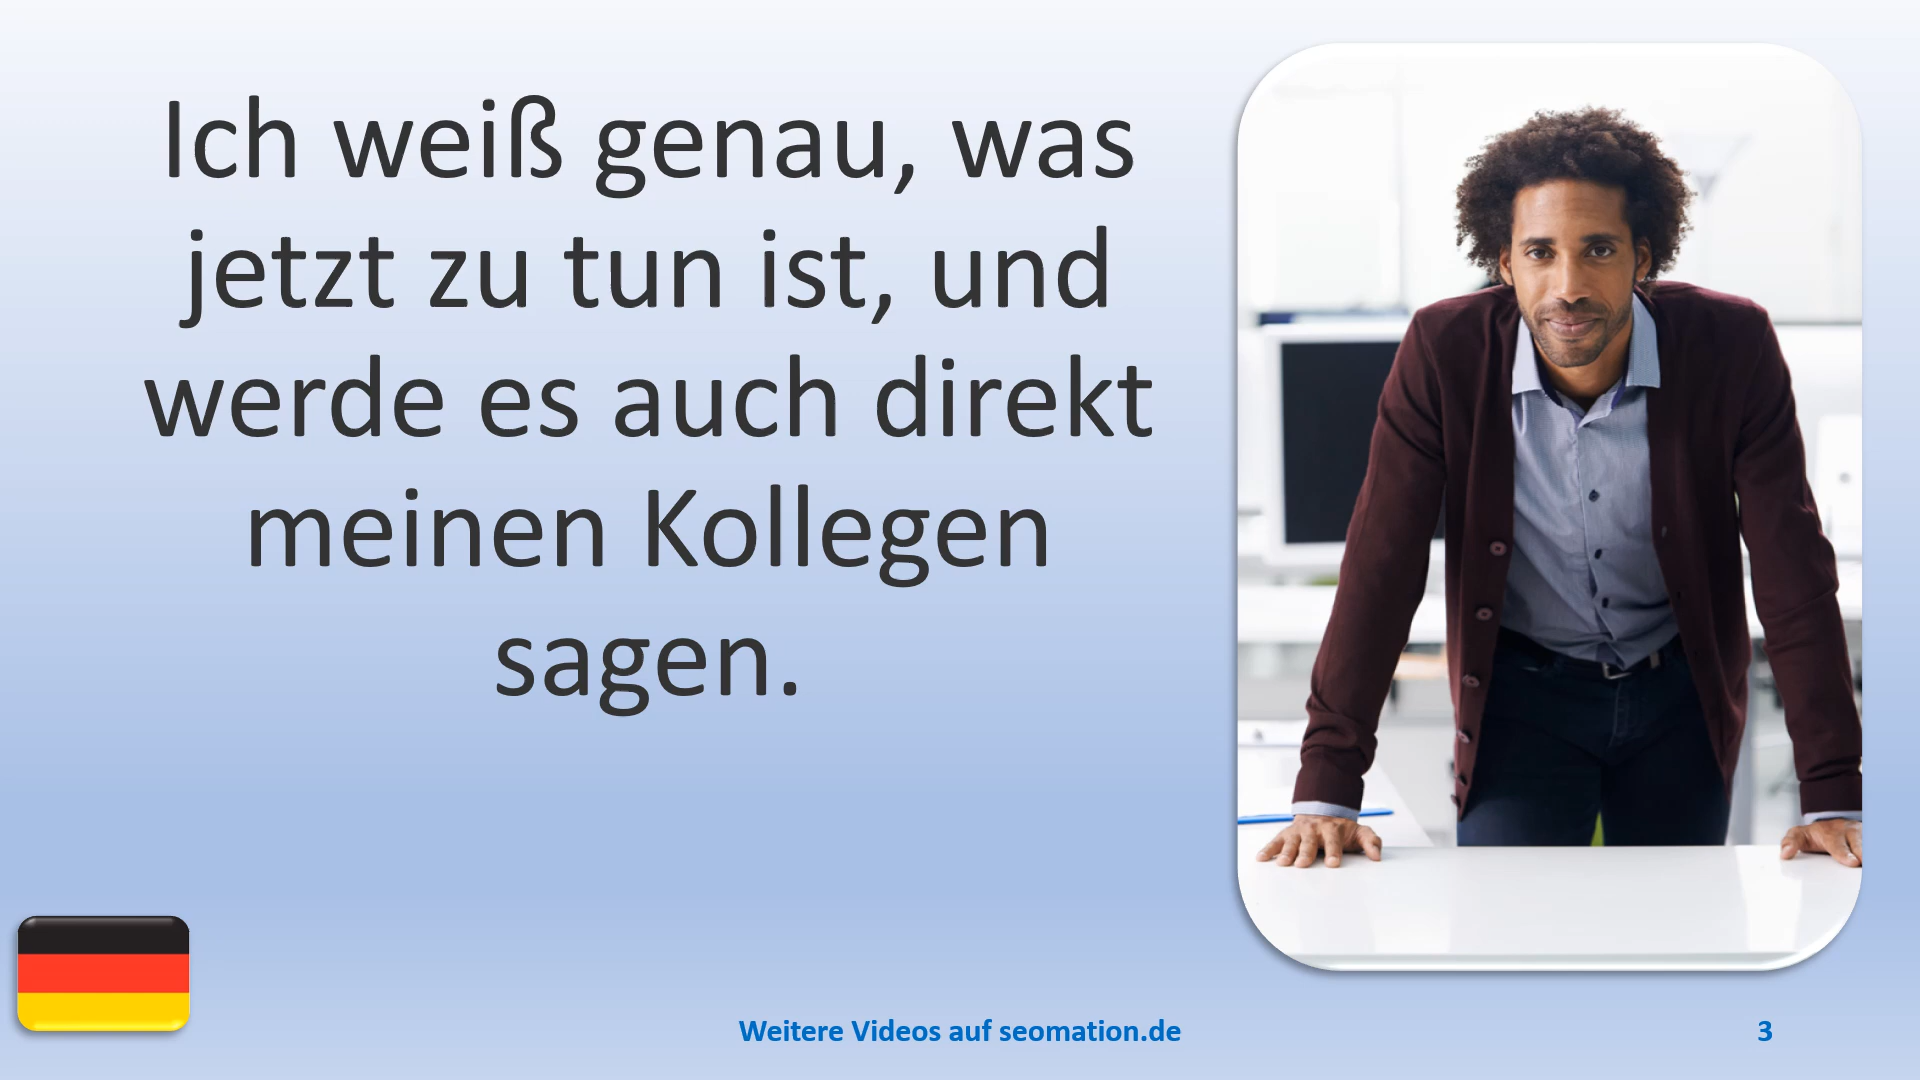 Ich weiß genau, was
jetzt zu tun ist, und
werde es auch direkt
meinen Kollegen
sagen.
Weitere Videos auf seomation.de
3